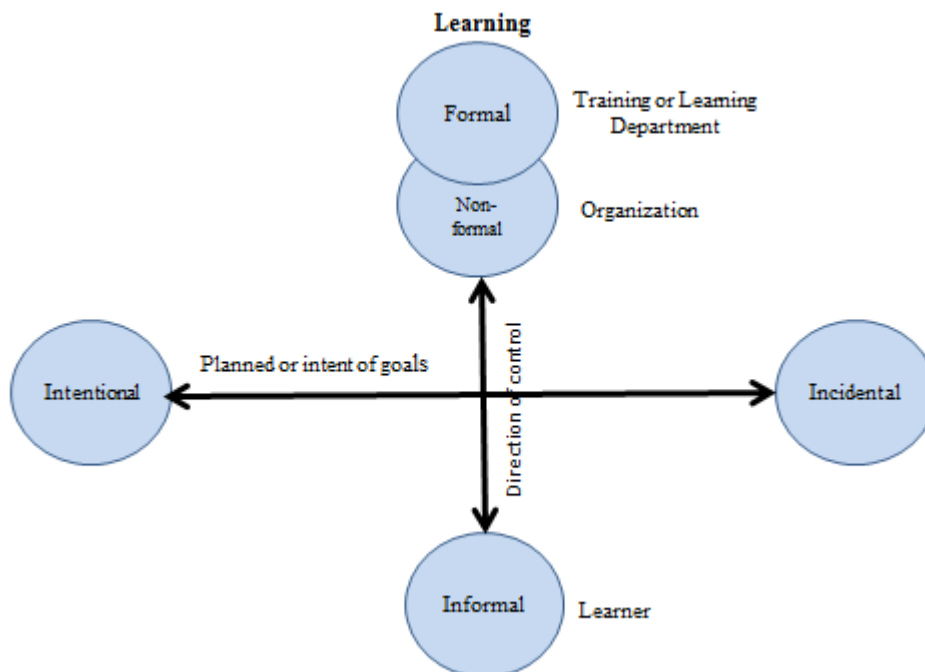 Learning
Formal
Training or Learning
Department
Non-
formal
Organization
Planned or intent of goals
Direction of control
Intentional
Incidental
Informal
Learner